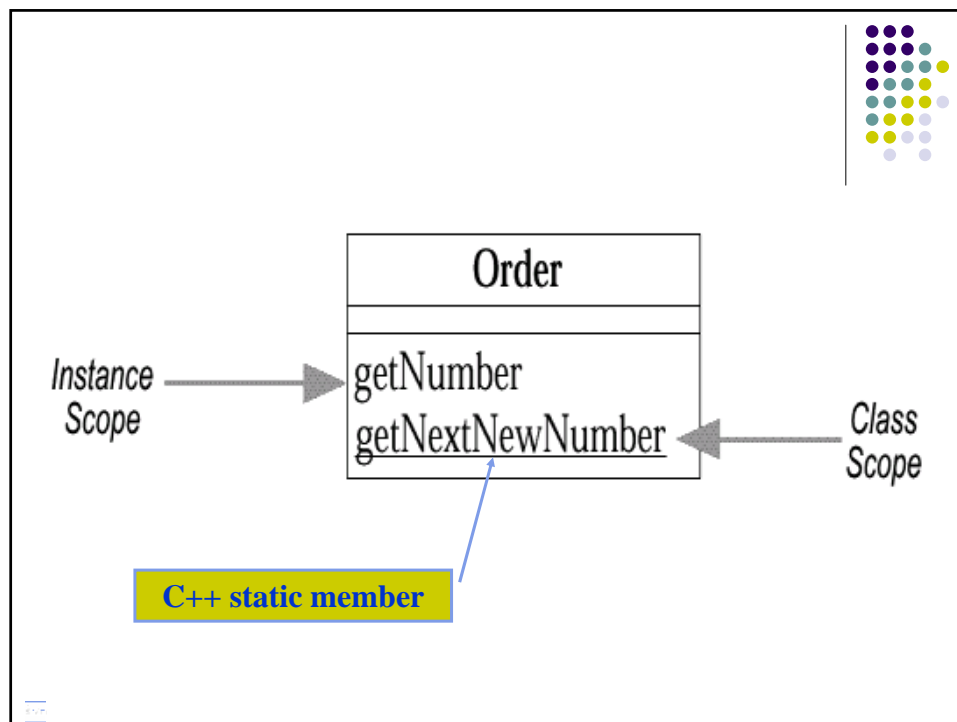 Order
Instance
Scope
getNumber
getNextNewNumber
Class
Scope
C++ static member